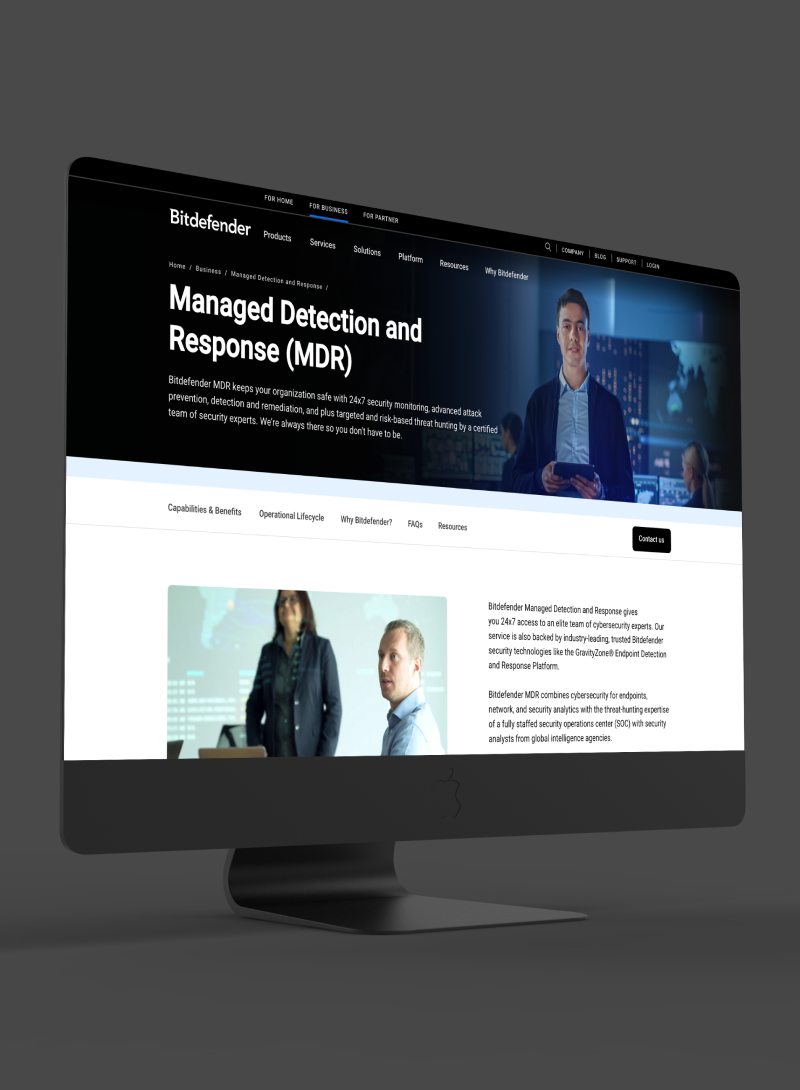 FOR HOME
FOR BUSINESS
FOR PARTNER
COMPANY
BLOG
SUPPORT
LOGIN
Bitdefender
Products
Services
Solutions
Platform
Resources
Why Bitdefender
Home / Business / Managed Detection and Response /
Managed Detection and
Response (MDR)
Bitdefender MDR keeps your organization safe with 24x7 security monitoring, advanced attack
prevention, detection and remediation, and plus targeted and risk-based threat hunting by a certified
team of security experts. We're always there so you don't have to be.
Capabilities & Benefits
Operational Lifecycle
Why Bitdefender?
FAQs
Resources
Contact us
Bitdefender Managed Detection and Response gives
you 24x7 access to an elite team of cybersecurity experts. Our
service is also backed by industry-leading, trusted Bitdefender
security technologies like the GravityZone® Endpoint Detection
and Response Platform.
Bitdefender MDR combines cybersecurity for endpoints,
network, and security analytics with the threat-hunting expertise
of a fully staffed security operations center (SOC) with security
analysts from global intelligence agencies.